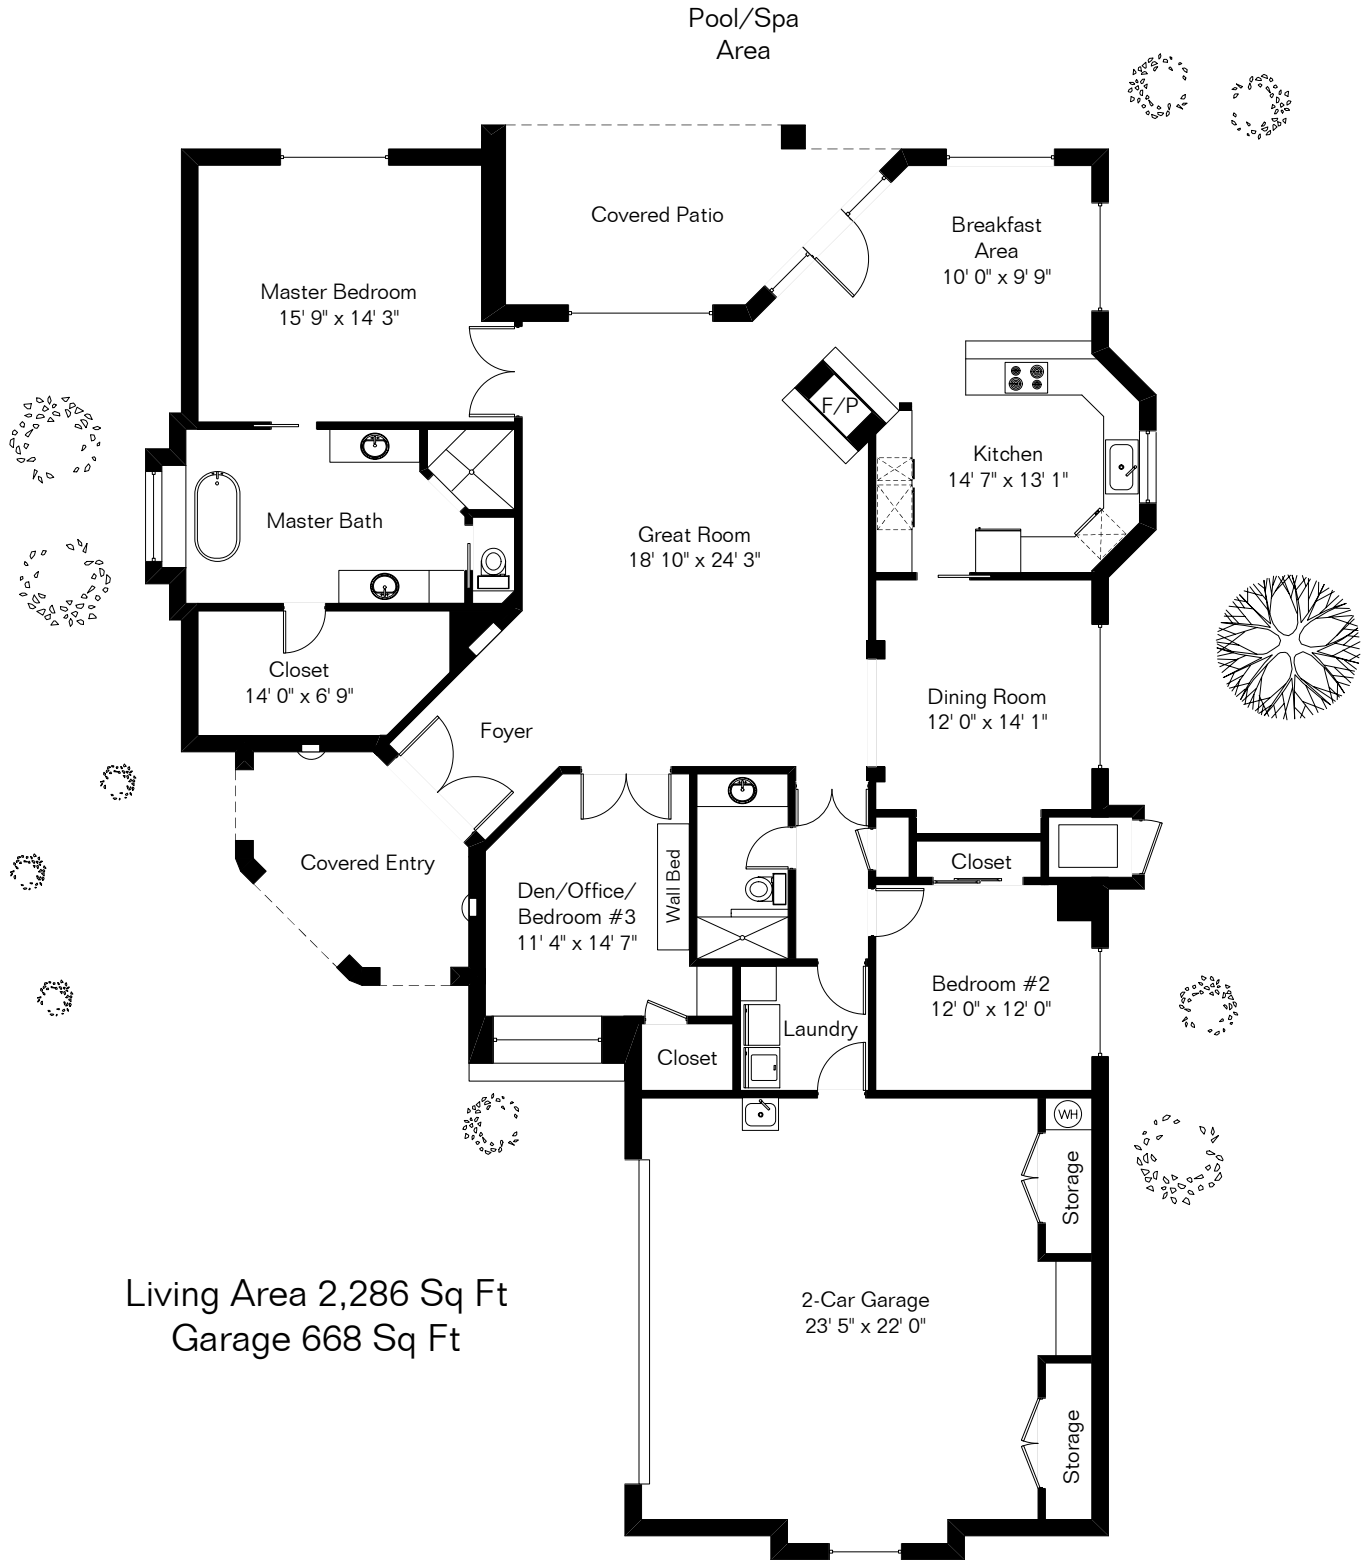 Pool/Spa
Area
Covered Patio
Breakfast
Area
10' 0" x 9' 9"
Master Bedroom
15' 9" x 14' 3"
F/P
Kitchen
14' 7" x 13' 1"
Master Bath
Great Room
18' 10" x 24' 3"
Closet
14' 0" x 6' 9"
Dining Room
12' 0" x 14' 1"
Foyer
Covered Entry
Closet
Den/Office/
Bedroom #3
11' 4" x 14' 7"
Wall Bed
Bedroom #2
12' 0" x 12' 0"
Laundry
Closet
WH
Storage
Living Area 2,286 Sq Ft
Garage 668 Sq Ft
2-Car Garage
23' 5" x 22' 0"
Storage